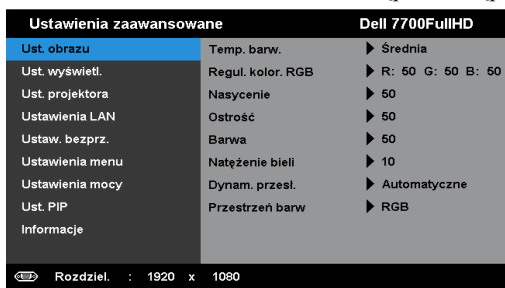 Ustawienia zaawansowane Dell 7700FullHD
Ust. obrazu Temp. barw. Średnia
Ust. wyświetl. Regul. kolor. RGB R: 50 G: 50 B: 50
Ust. projektora Nasycenie 50
Ustawienia LAN Ostrość 50
Ustaw. bezprz. Barwa 50
Ustawienia menu Natężenie bieli 10
Ustawienia mocy Dynam. przesł. Automatyczne
Ust. PIP Przestrzeń barw RGB
Informacje
Rozdziel. : 1920 x 1080